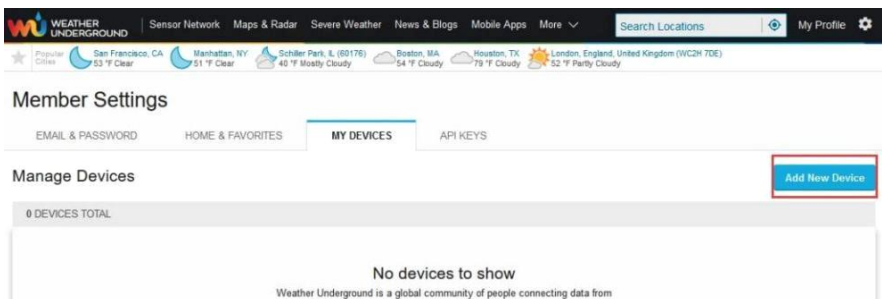 WEATHER UNDERGROUND Sensor Network Maps & Radar Severe Weather News & Blogs Mobile Apps More Search Locations My Profile
Popular Cities San Francisco, CA 53 °F Clear Manhattan, NY 51 °F Clear Schiller Park, IL (60176) 40 °F Mostly Cloudy Boston, MA 54 °F Cloudy Houston, TX 79 °F Cloudy London, England, United Kingdom (WC2H 7DE) 52 °F Partly Cloudy
Member Settings
EMAIL & PASSWORD HOME & FAVORITES MY DEVICES API KEYS
Manage Devices Add New Device
0 DEVICES TOTAL
No devices to show
Weather Underground is a global community of people connecting data from